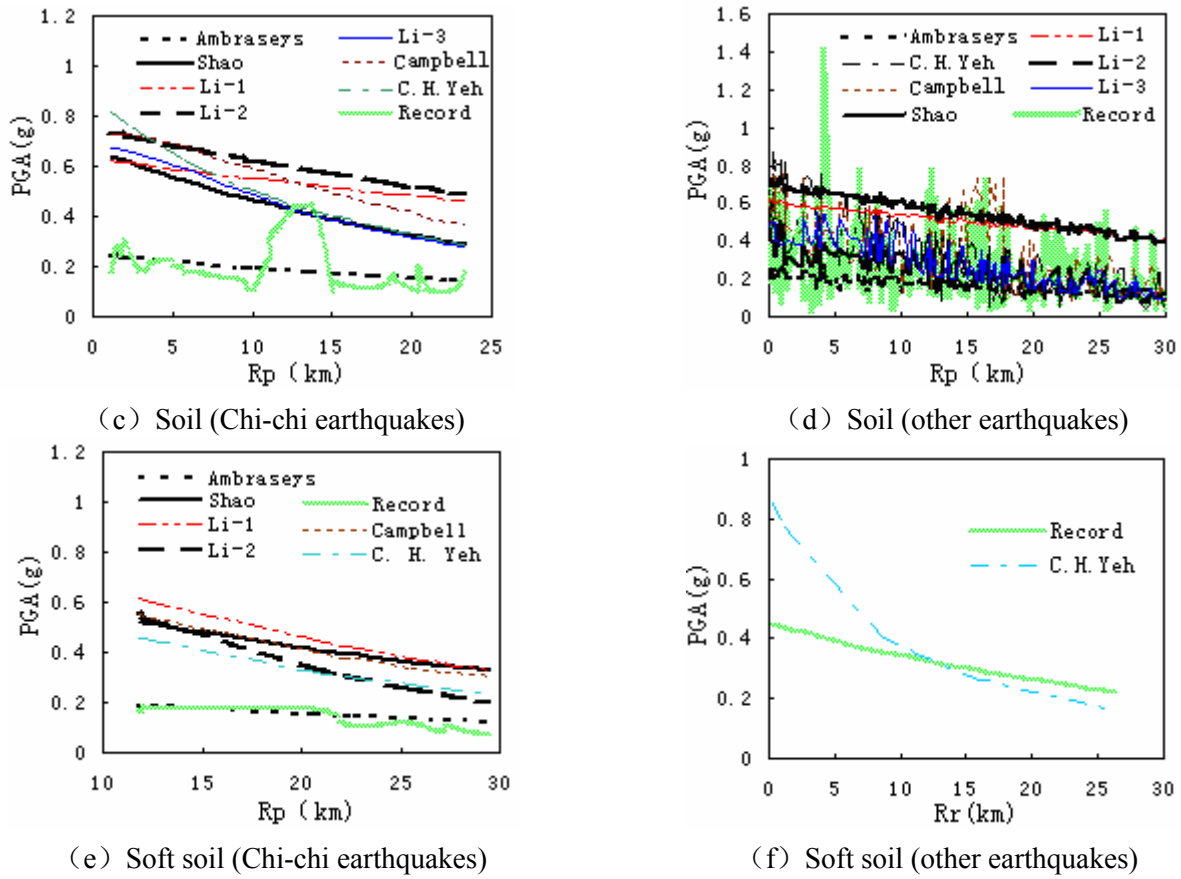 1.2
1
0.8
0.6
0.4
0.2
0
PGA(g)
Ambraseys
Shao
Li-1
Li-2
Li-3
Campbell
C.H.Yeh
Record
0 5 10 15 20 25
Rp (km)
(c) Soil (Chi-chi earthquakes)
1.6
1.4
1.2
1
0.8
0.6
0.4
0.2
0
PGA(g)
Ambraseys
C.H.Yeh
Campbell
Shao
Li-1
Li-2
Li-3
Record
0 5 10 15 20 25 30
Rp (km)
(d) Soil (other earthquakes)
1.2
1
0.8
0.6
0.4
0.2
0
PGA(g)
Ambraseys
Shao
Li-1
Li-2
Record
Campbell
C. H. Yeh
10 15 20 25 30
Rp (km)
(e) Soft soil (Chi-chi earthquakes)
1
0.8
0.6
0.4
0.2
0
PGA(g)
Record
C.H.Yeh
0 5 10 15 20 25 30
Rr(km)
(f) Soft soil (other earthquakes)